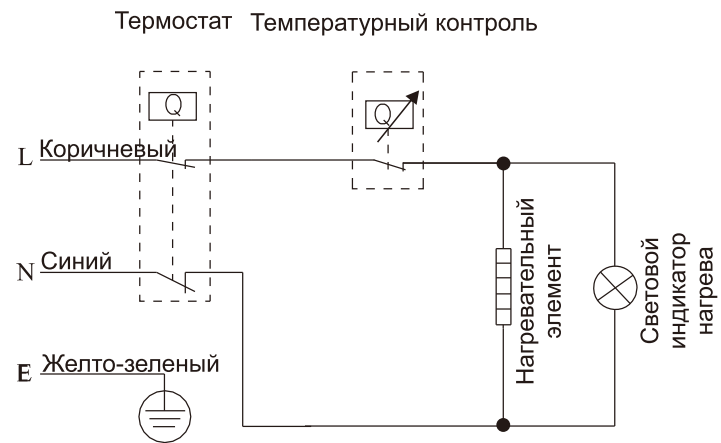 Термостат Температурный контроль
Q
Q
L Коричневый
N Синий
E Желто-зеленый
Нагревательный
элемент
Световой
индикатор
нагрева